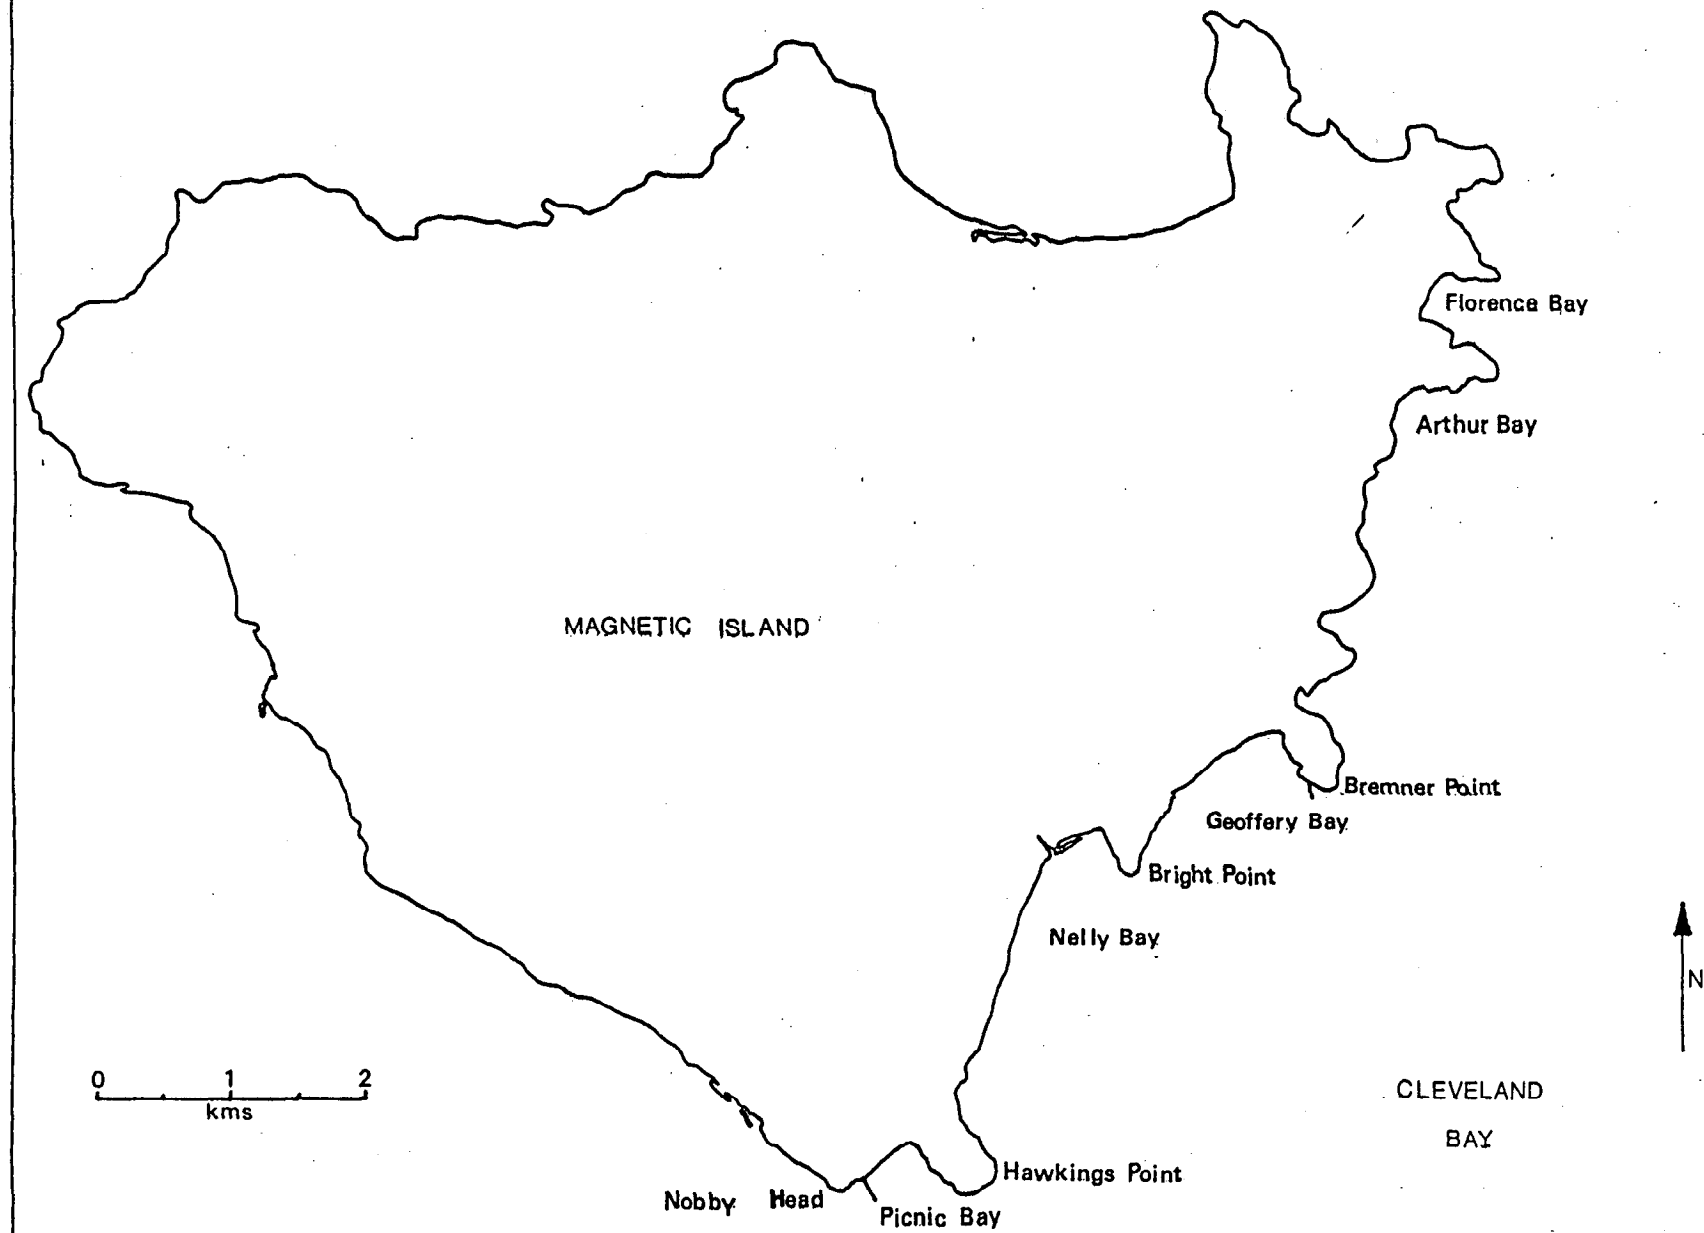 Florence Bay
Arthur Bay
MAGNETIC ISLAND
Bremner Point
Geoffery Bay
Bright Point
Nelly Bay
N
0 1 2
kms
CLEVELAND
BAY
Hawkings Point
Nobby Head
Picnic Bay